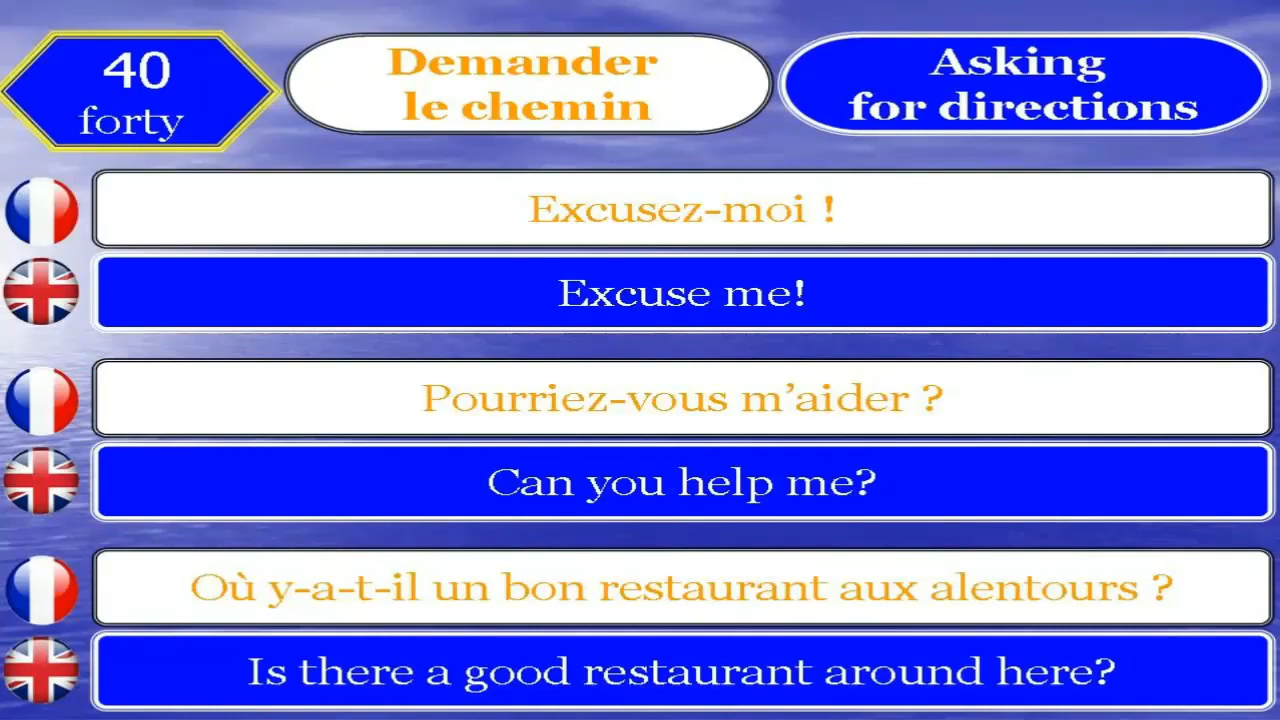 40
forty
Demander
le chemin
Asking
for directions
Excusez-moi !
Excuse me!
Pourriez-vous m’aider ?
Can you help me?
Où y-a-t-il un bon restaurant aux alentours ?
Is there a good restaurant around here?